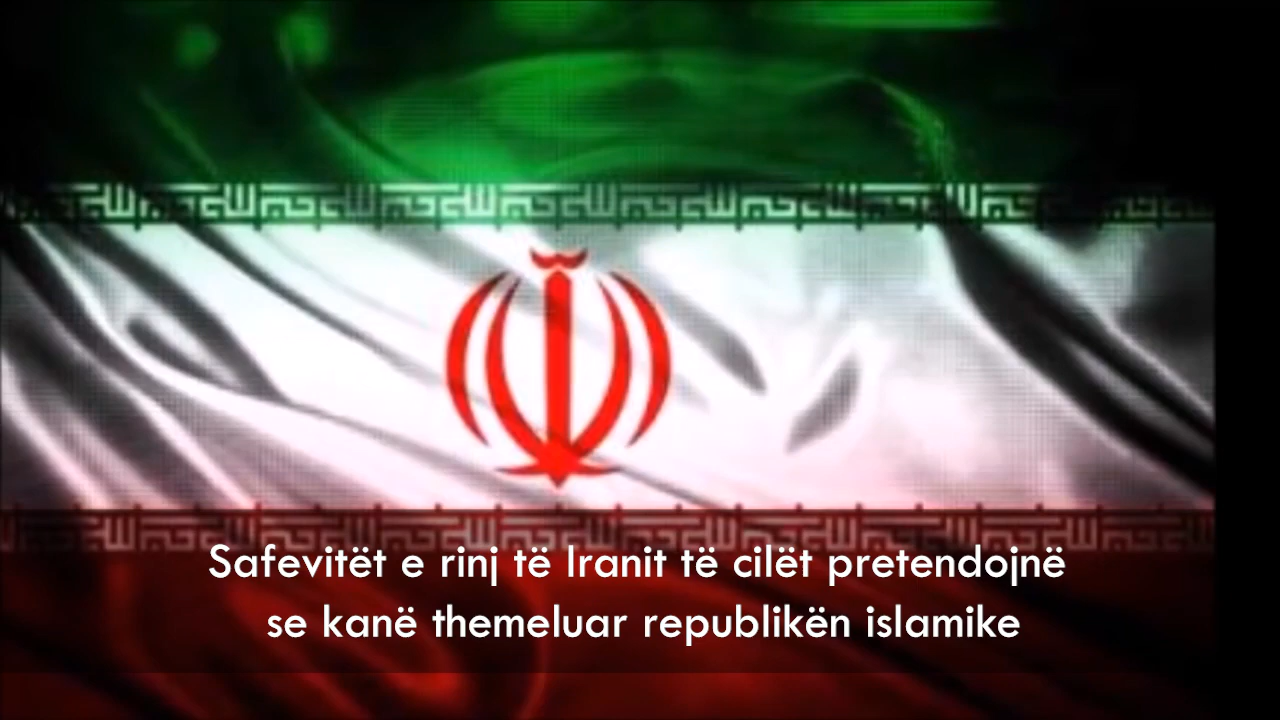 Safevitët e rinj të Iranit të cilët pretendojnë
se kanë themeluar republikën islamike